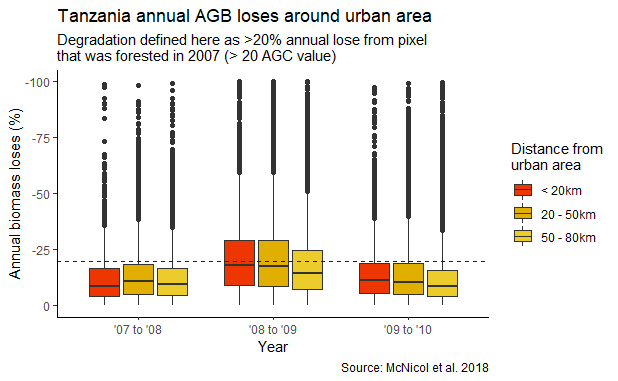 Tanzania annual AGB loses around urban area
Degradation defined here as >20% annual lose from pixel
that was forested in 2007 (> 20 AGC value)
Annual biomass loses (%)
-100
-75
-50
-25
0
'07 to '08
'08 to '09
'09 to '10
Year
Distance from
urban area
< 20km
20 - 50km
50 - 80km
Source: McNicol et al. 2018